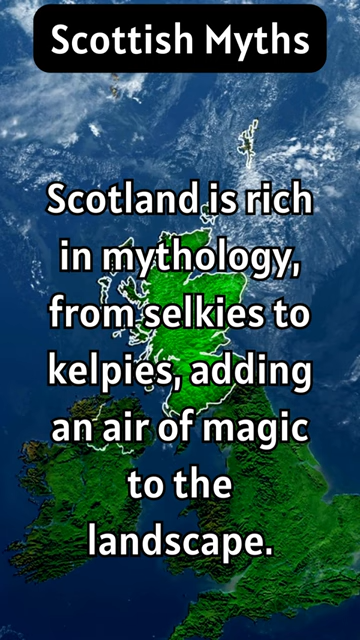 Scottish Myths
Scotland is rich
in mythology,
from selkies to
kelpies, adding
an air of magic
to the
landscape.